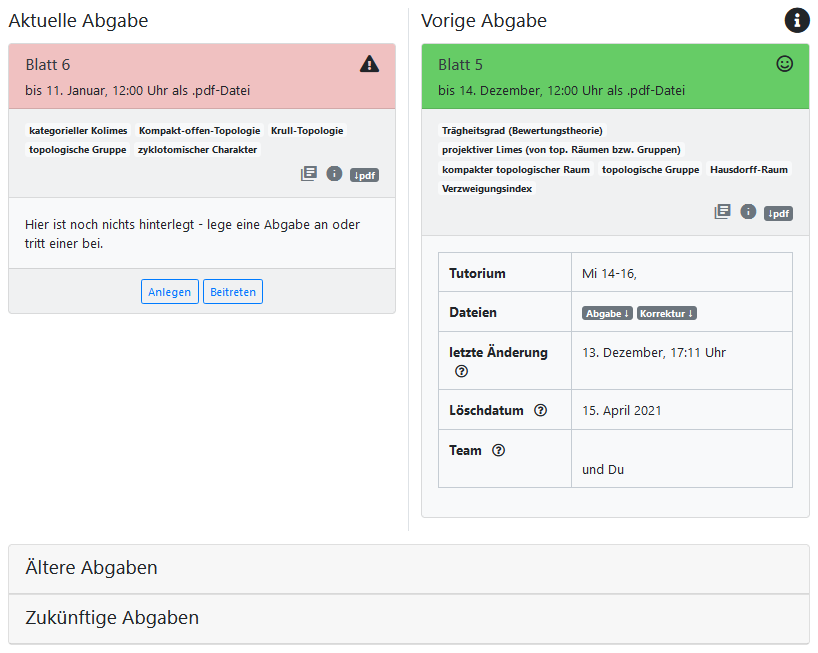 Aktuelle Abgabe
Blatt 6
bis 11. Januar, 12:00 Uhr als .pdf-Datei
kategorieller Kolimes Kompakt-offen-Topologie Krull-Topologie
topologische Gruppe zyklotomischer Charakter
↓pdf
Hier ist noch nichts hinterlegt - lege eine Abgabe an oder
tritt einer bei.
Anlegen Beitreten
Vorige Abgabe
Blatt 5
bis 14. Dezember, 12:00 Uhr als .pdf-Datei
Trägheitsgrad (Bewertungstheorie)
projektiver Limes (von top. Räumen bzw. Gruppen)
kompakter topologischer Raum topologische Gruppe Hausdorff-Raum
Verzweigungsindex
↓pdf
Tutorium Mi 14-16,
Dateien Abgabe ↓ Korrektur ↓
letzte Änderung 13. Dezember, 17:11 Uhr
Löschdatum 15. April 2021
Team
und Du
Ältere Abgaben
Zukünftige Abgaben